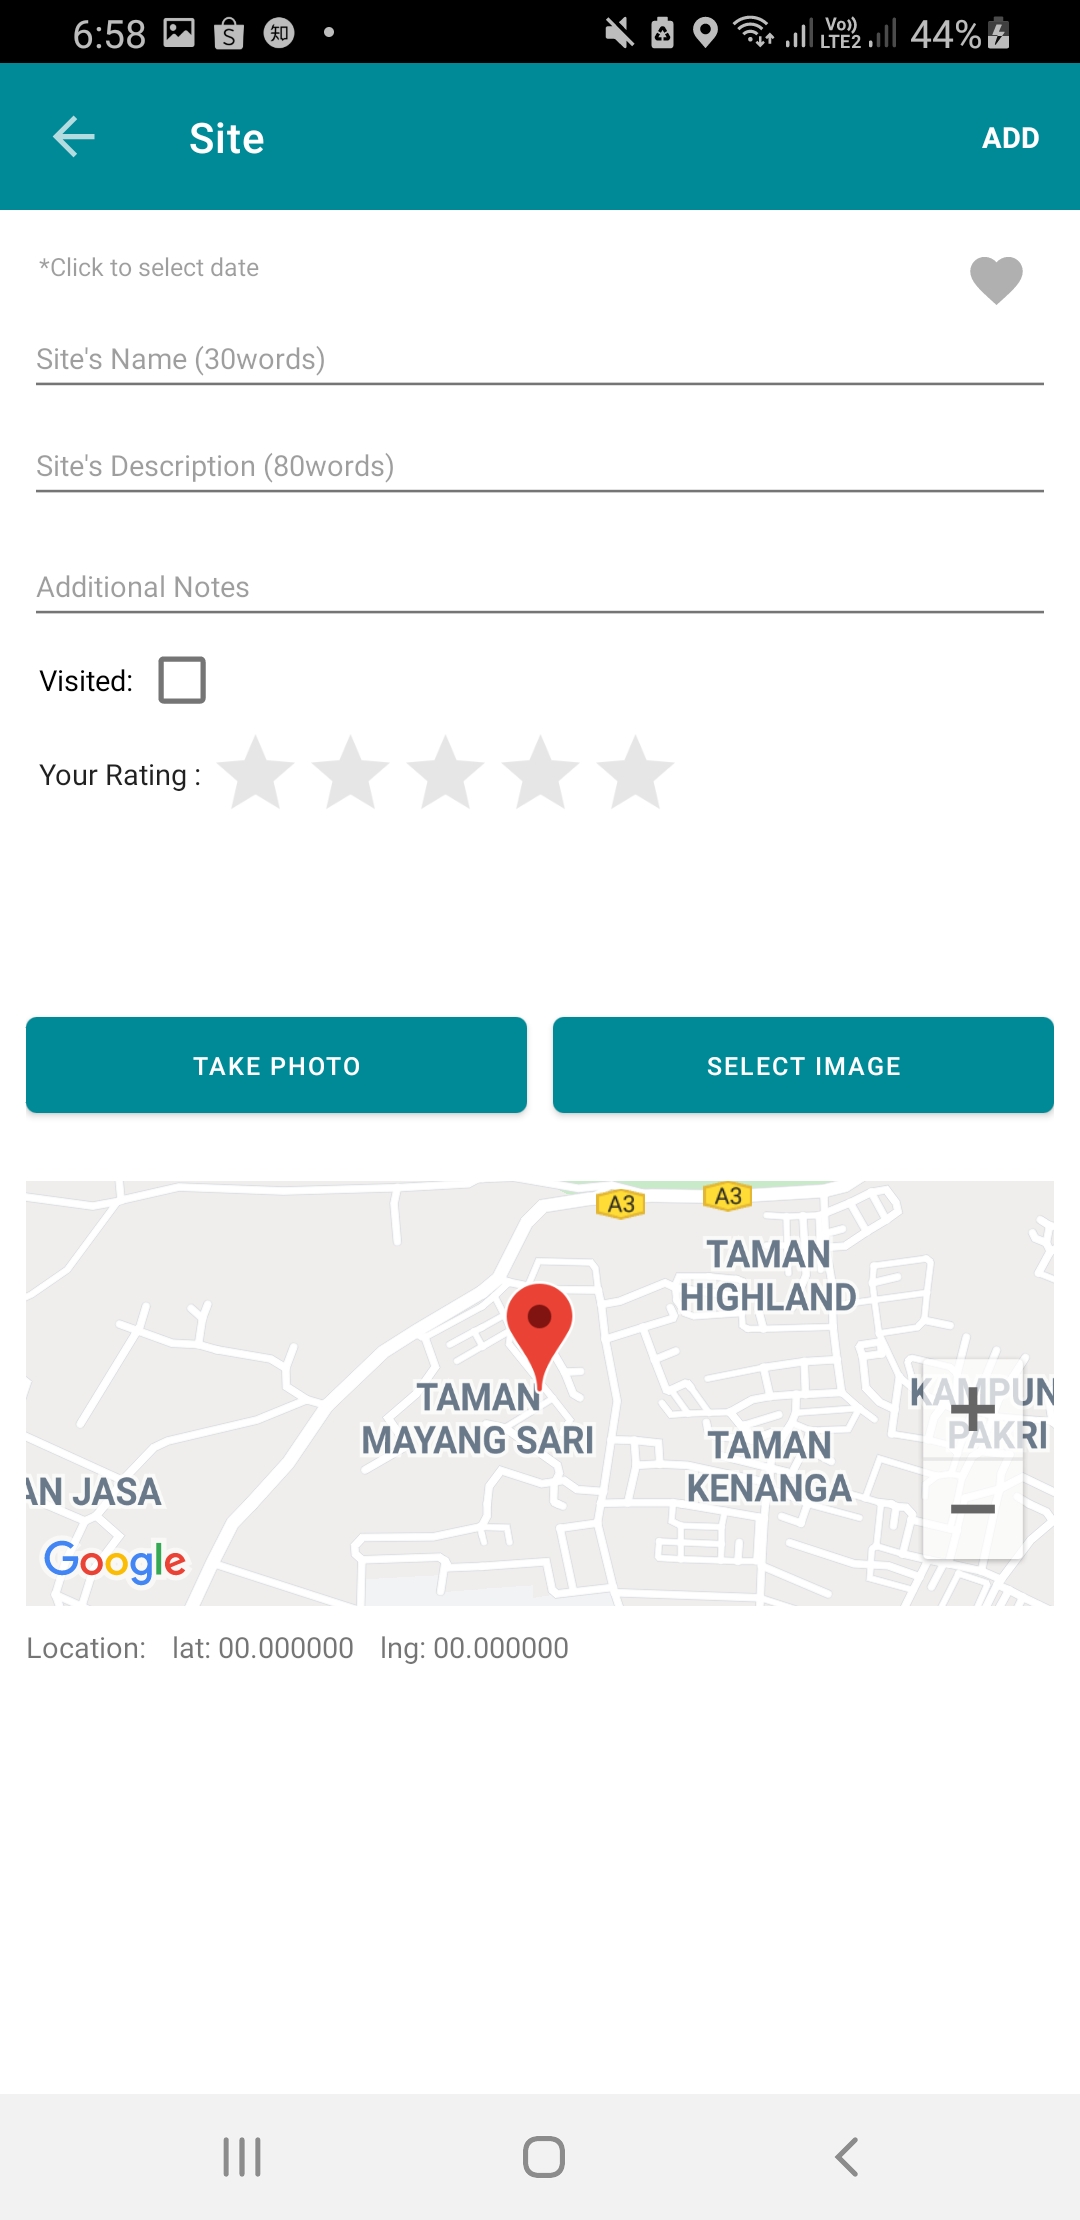 6:58 S 知 Vo)) LTE2 44%
Site ADD
*Click to select date
Site's Name (30words)
Site's Description (80words)
Additional Notes
Visited:
Your Rating :
TAKE PHOTO SELECT IMAGE
A3 A3
TAMAN
HIGHLAND
TAMAN
MAYANG SARI
KAMPUN
PAKRI
TAMAN
KENANGA
AN JASA
Google
Location: lat: 00.000000 lng: 00.000000